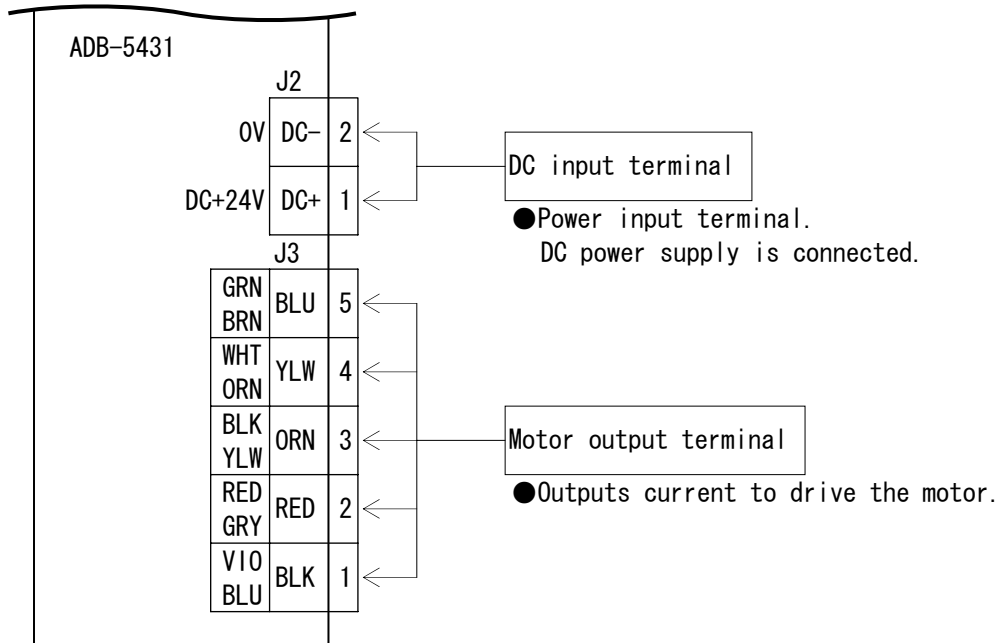 ADB-5431
J2
0V DC- 2
DC input terminal
DC+24V DC+ 1
●Power input terminal.
DC power supply is connected.
J3
GRN BRN BLU 5
WHT ORN YLW 4
BLK YLW ORN 3
Motor output terminal
RED GRY RED 2
●Outputs current to drive the motor.
VIO BLU BLK 1